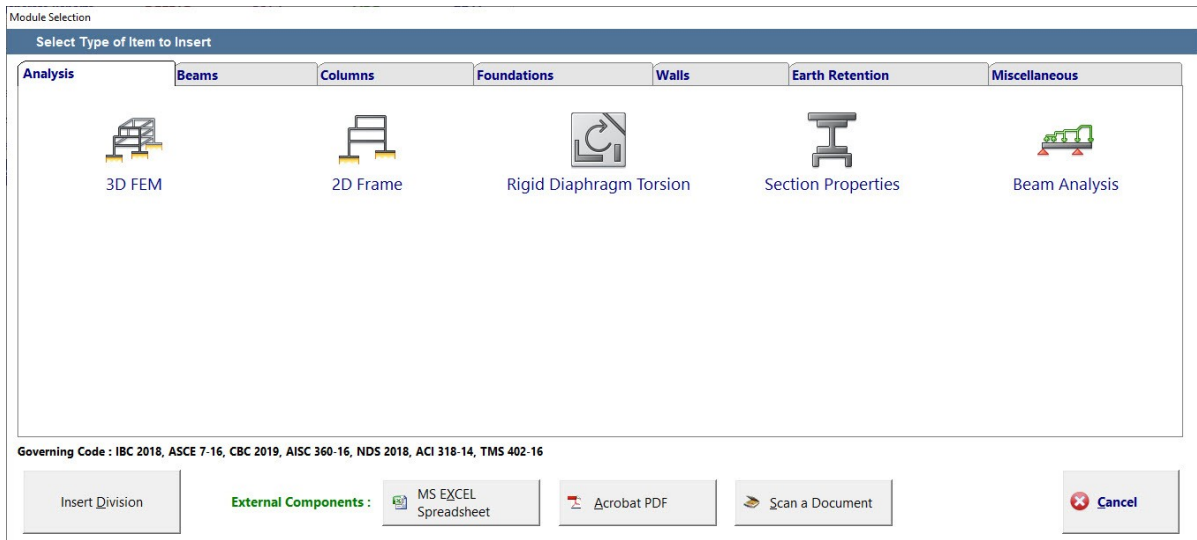 Module Selection
Select Type of Item to Insert
Analysis Beams Columns Foundations Walls Earth Retention Miscellaneous
3D FEM 2D Frame Rigid Diaphragm Torsion Section Properties Beam Analysis
Governing Code : IBC 2018, ASCE 7-16, CBC 2019, AISC 360-16, NDS 2018, ACI 318-14, TMS 402-16
Insert Division
External Components :
MS EXCEL
Spreadsheet
Acrobat PDF
Scan a Document
Cancel